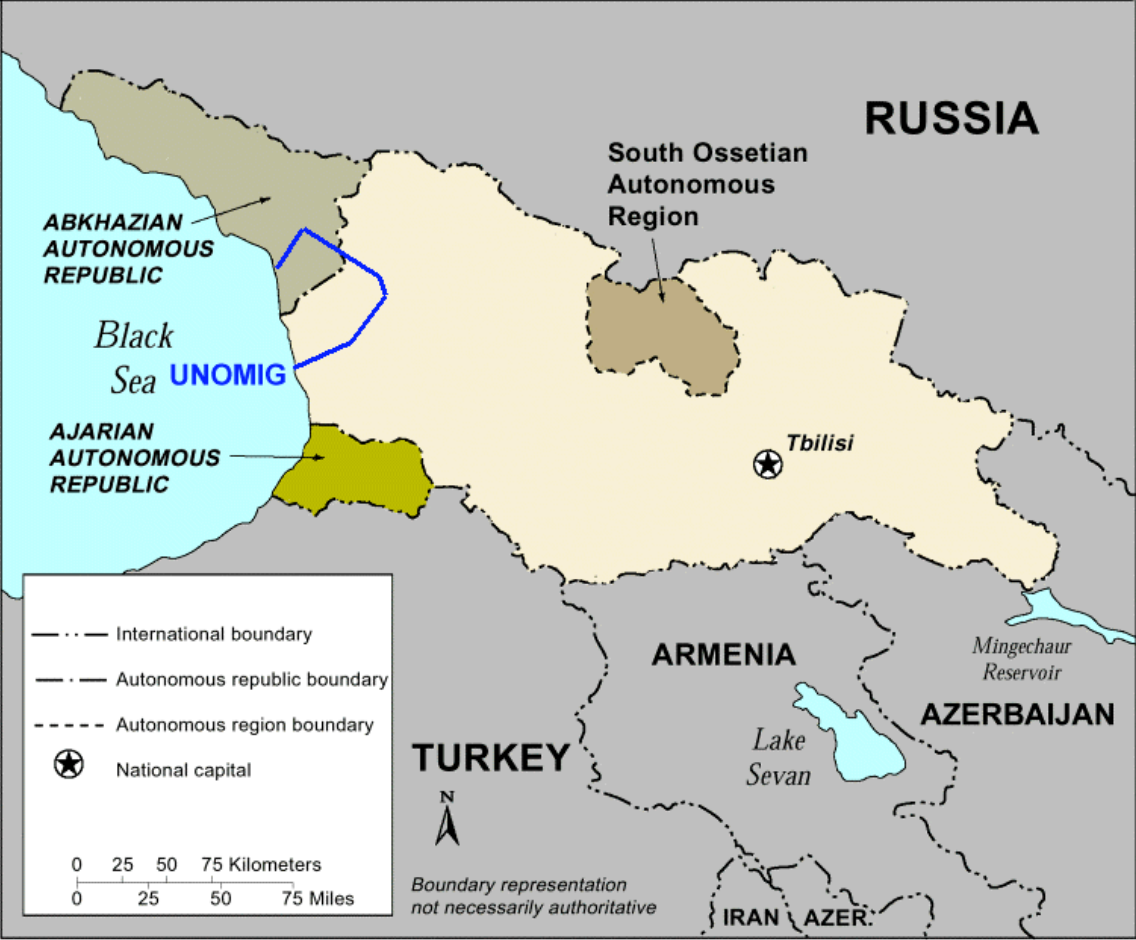 RUSSIA
South Ossetian
Autonomous
Region
ABKHAZIAN
AUTONOMOUS
REPUBLIC
Black
Sea
UNOMIG
AJARIAN
AUTONOMOUS
REPUBLIC
Tbilisi
International boundary
Autonomous republic boundary
Autonomous region boundary
National capital
0 25 50 75 Kilometers
0 25 50 75 Miles
ARMENIA
Mingechaur
Reservoir
AZERBAIJAN
TURKEY
Lake
Sevan
N
Boundary representation
not necessarily authoritative
IRAN
AZER.